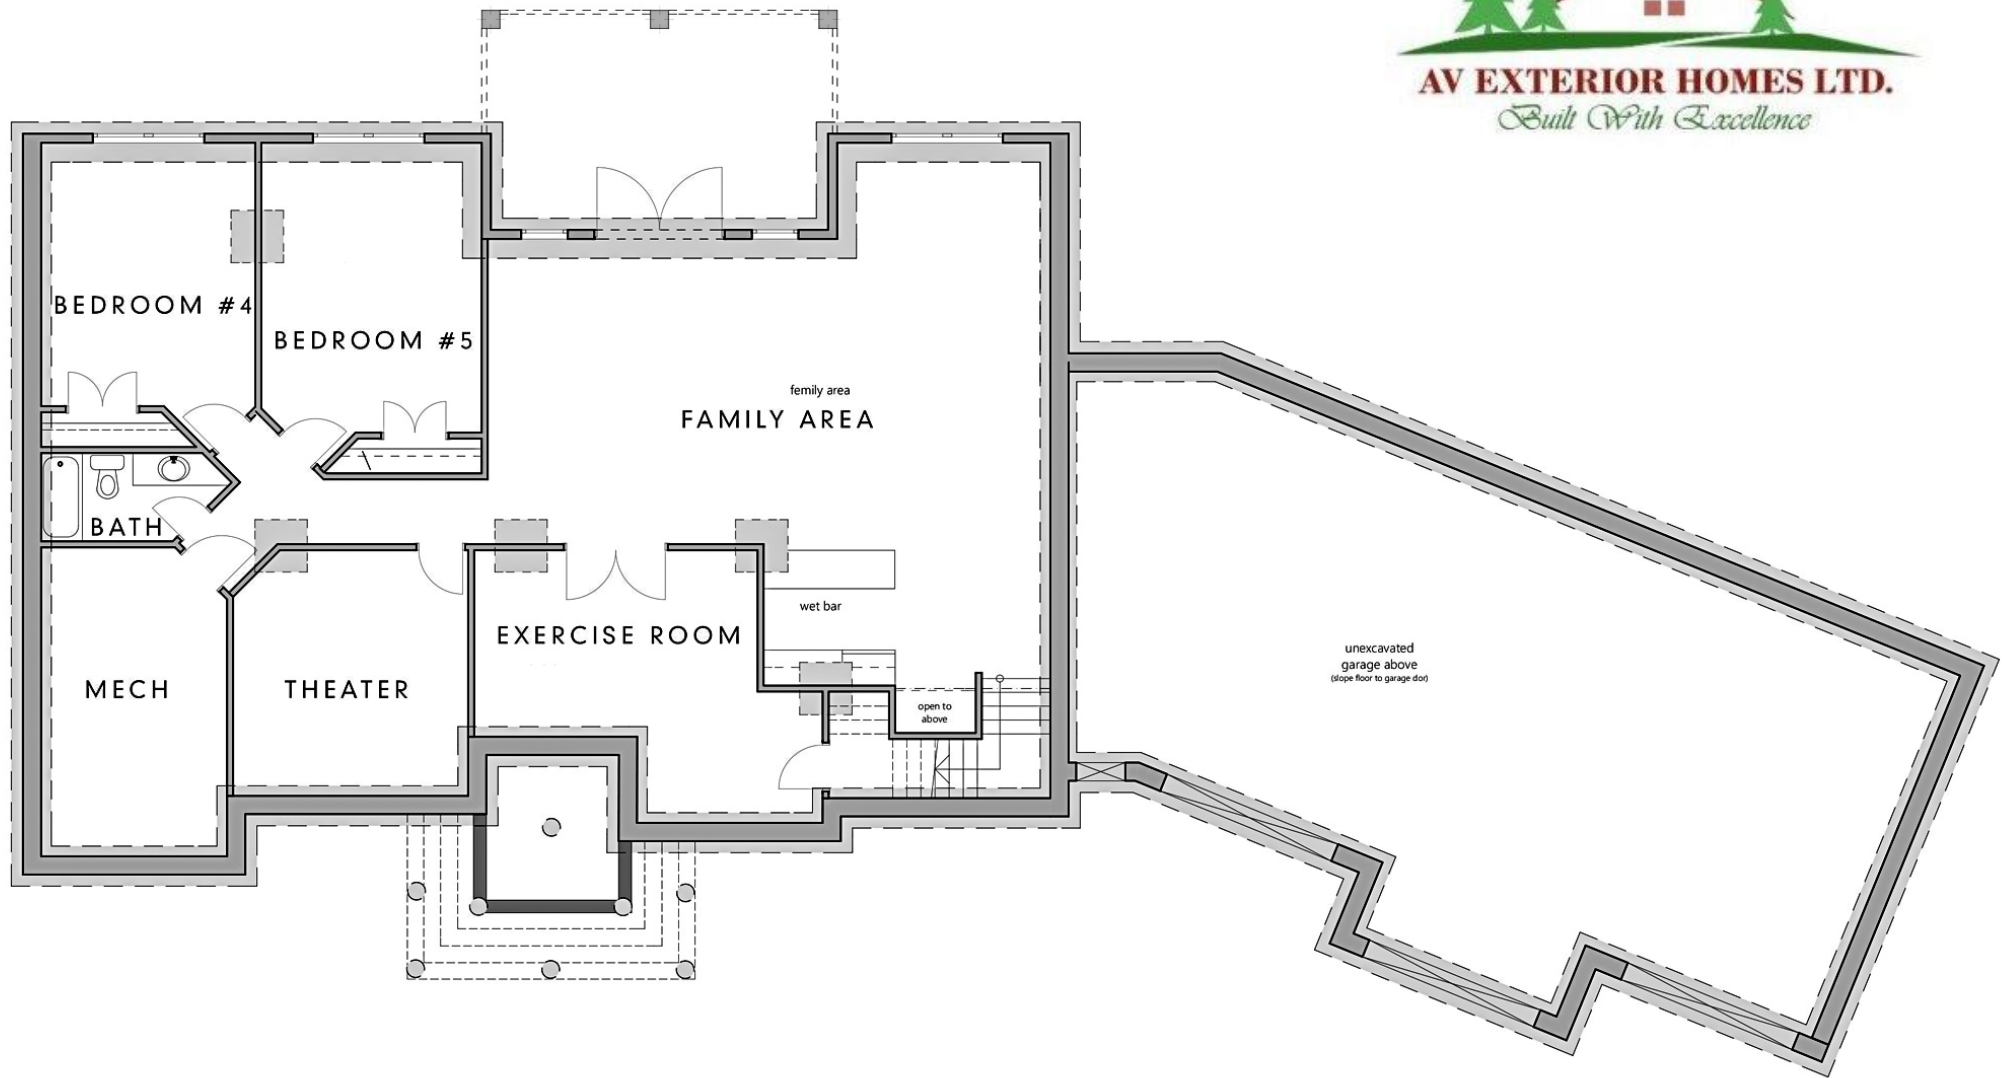 AV EXTERIOR HOMES LTD.
Built With Excellence
BEDROOM #4
BEDROOM #5
femily area
FAMILY AREA
BATH
wet bar
EXERCISE ROOM
MECH
THEATER
open to
above
unexcavated
garage above
(slope floor to garage dor)